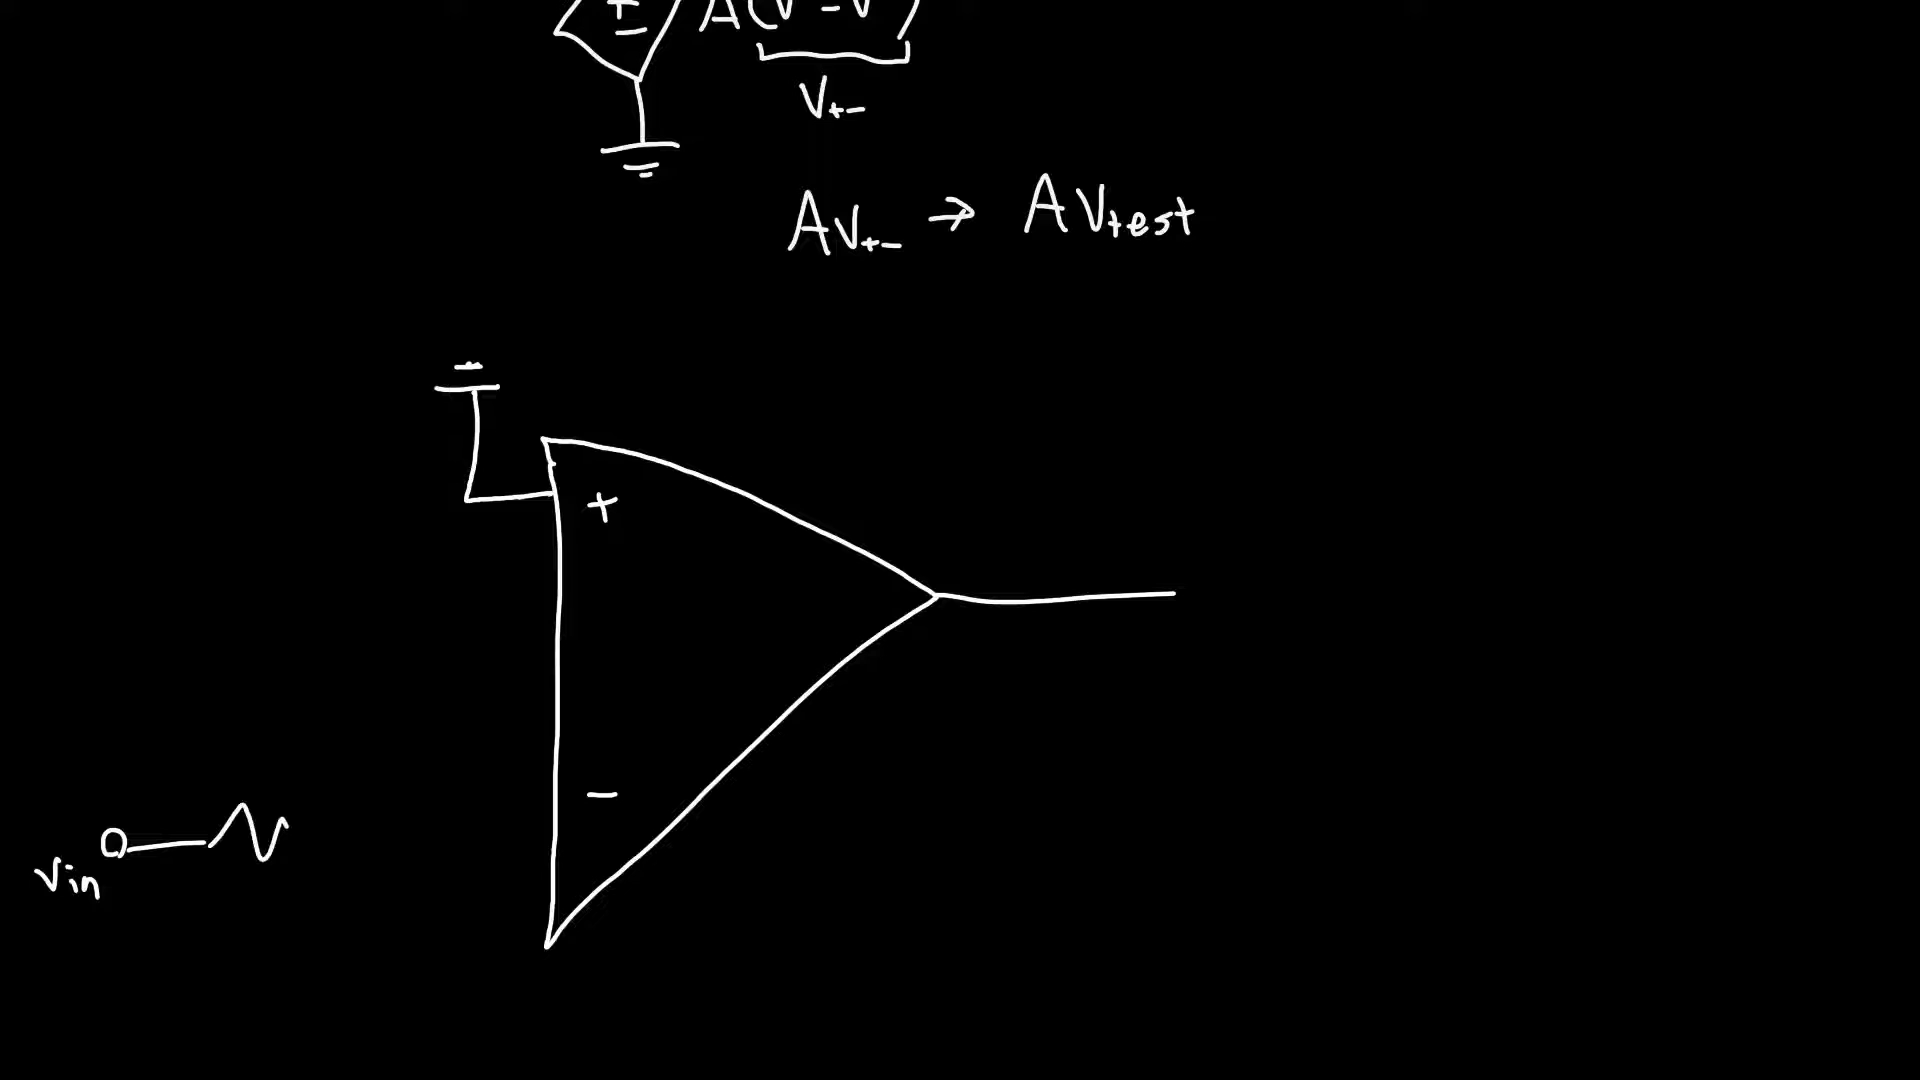 ± A(V⁺-V⁻)
V+-
AV+- → AVtest
+
-
Vin